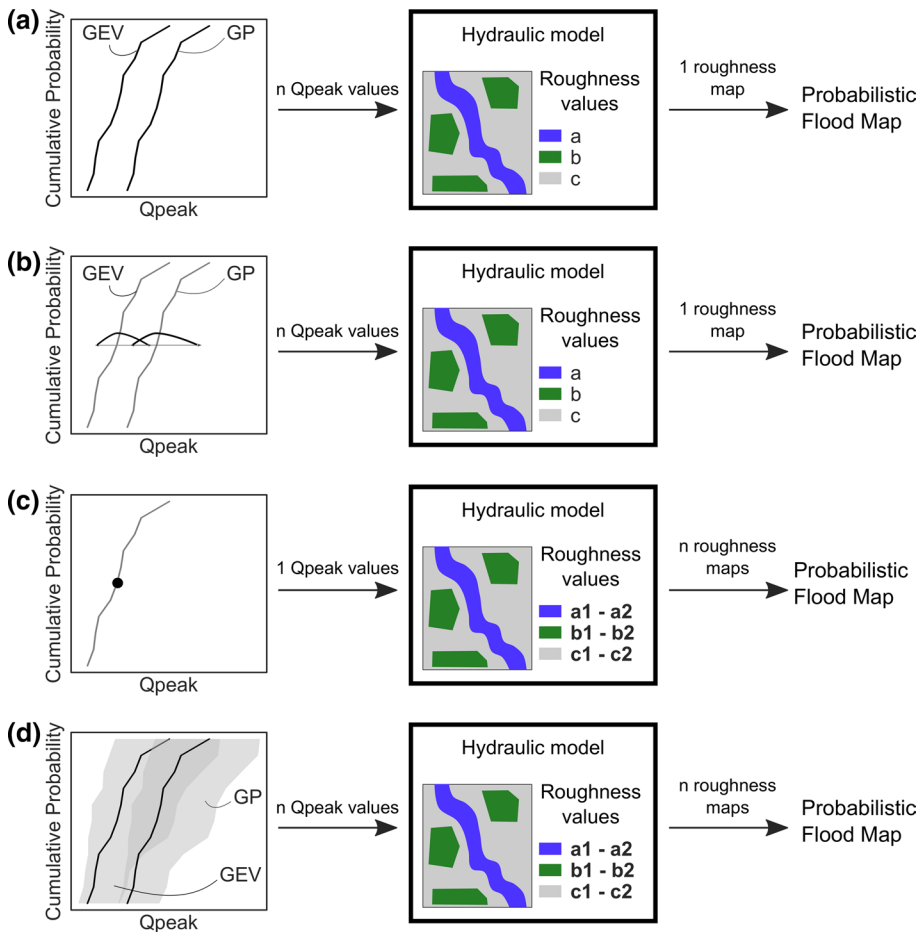 (a)
Cumulative Probability
GEV
GP
Qpeak
n Qpeak values
Hydraulic model
Roughness
values
a
b
c
1 roughness
map
Probabilistic
Flood Map
(b)
Cumulative Probability
GEV
GP
Qpeak
n Qpeak values
Hydraulic model
Roughness
values
a
b
c
1 roughness
map
Probabilistic
Flood Map
(c)
Cumulative Probability
Qpeak
1 Qpeak values
Hydraulic model
Roughness
values
a1 - a2
b1 - b2
c1 - c2
n roughness
maps
Probabilistic
Flood Map
(d)
Cumulative Probability
GP
GEV
Qpeak
n Qpeak values
Hydraulic model
Roughness
values
a1 - a2
b1 - b2
c1 - c2
n roughness
maps
Probabilistic
Flood Map